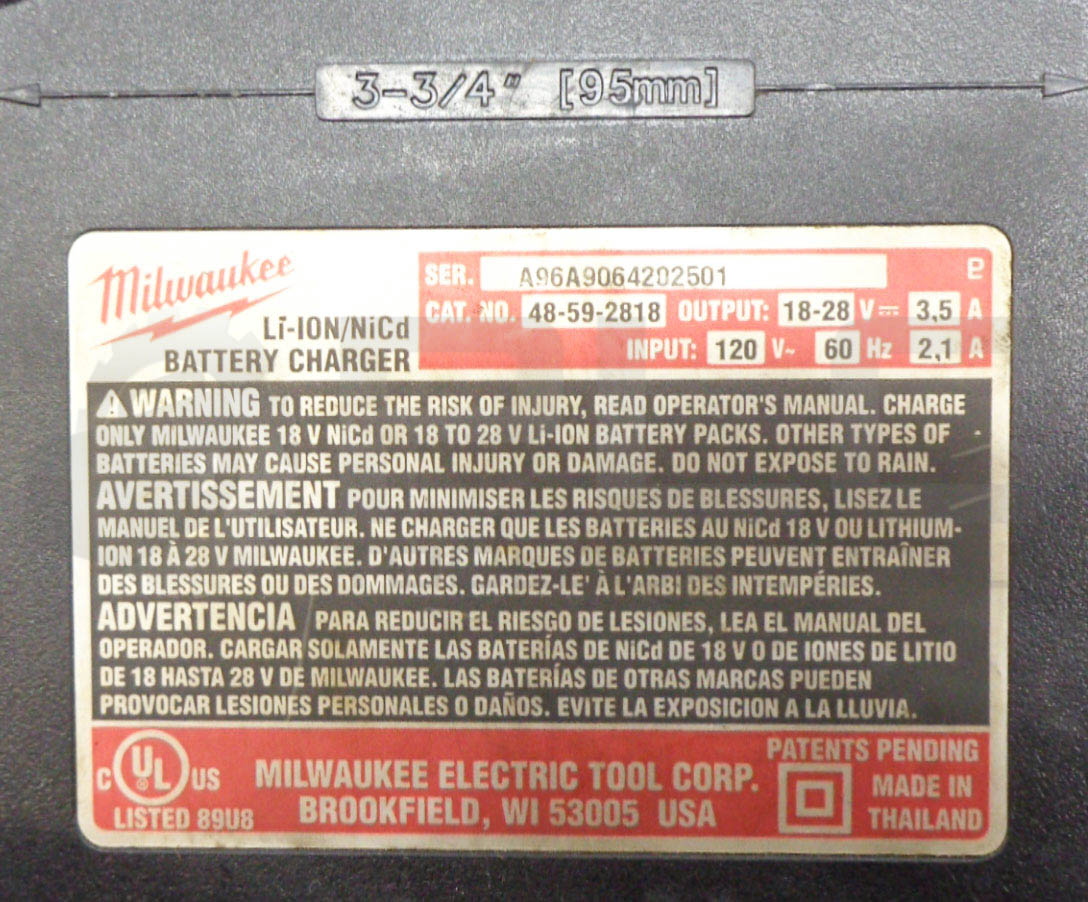 3-3/4" [95mm]
Milwaukee
Li-ION/NiCd
BATTERY CHARGER
SER. A96A9064202501
CAT. NO. 48-59-2818 OUTPUT: 18-28 V⎓ 3,5 A
INPUT: 120 V~ 60 Hz 2,1 A
⚠ WARNING TO REDUCE THE RISK OF INJURY, READ OPERATOR'S MANUAL. CHARGE
ONLY MILWAUKEE 18 V NiCd OR 18 TO 28 V Li-ION BATTERY PACKS. OTHER TYPES OF
BATTERIES MAY CAUSE PERSONAL INJURY OR DAMAGE. DO NOT EXPOSE TO RAIN.
AVERTISSEMENT POUR MINIMISER LES RISQUES DE BLESSURES, LISEZ LE
MANUEL DE L'UTILISATEUR. NE CHARGER QUE LES BATTERIES AU NiCd 18 V OU LITHIUM-
ION 18 À 28 V MILWAUKEE. D'AUTRES MARQUES DE BATTERIES PEUVENT ENTRAÎNER
DES BLESSURES OU DES DOMMAGES. GARDEZ-LE' À L'ARBI DES INTEMPÉRIES.
ADVERTENCIA PARA REDUCIR EL RIESGO DE LESIONES, LEA EL MANUAL DEL
OPERADOR. CARGAR SOLAMENTE LAS BATERÍAS DE NiCd DE 18 V O DE IONES DE LITIO
DE 18 HASTA 28 V DE MILWAUKEE. LAS BATERÍAS DE OTRAS MARCAS PUEDEN
PROVOCAR LESIONES PERSONALES O DAÑOS. EVITE LA EXPOSICION A LA LLUVIA.
C UL ® US
LISTED 89U8
MILWAUKEE ELECTRIC TOOL CORP.
BROOKFIELD, WI 53005 USA
PATENTS PENDING
MADE IN
THAILAND